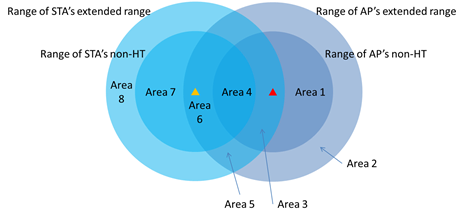 Range of STA's extended range
Range of AP's extended range
Range of STA's non-HT
Range of AP's non-HT
Area 8
Area 7
Area 6
Area 4
Area 1
Area 2
Area 5
Area 3